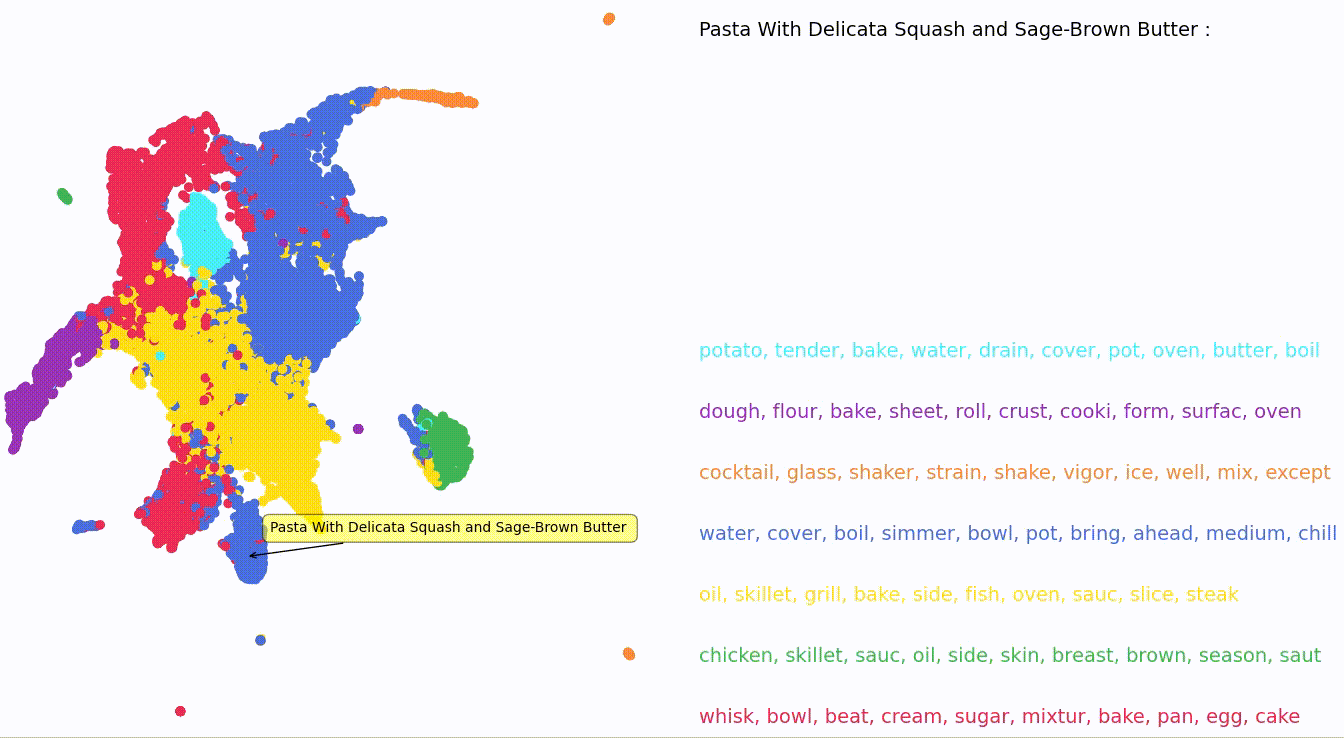 Pasta With Delicata Squash and Sage-Brown Butter :
potato, tender, bake, water, drain, cover, pot, oven, butter, boil
dough, flour, bake, sheet, roll, crust, cooki, form, surfac, oven
cocktail, glass, shaker, strain, shake, vigor, ice, well, mix, except
Pasta With Delicata Squash and Sage-Brown Butter
water, cover, boil, simmer, bowl, pot, bring, ahead, medium, chill
oil, skillet, grill, bake, side, fish, oven, sauc, slice, steak
chicken, skillet, sauc, oil, side, skin, breast, brown, season, saut
whisk, bowl, beat, cream, sugar, mixtur, bake, pan, egg, cake